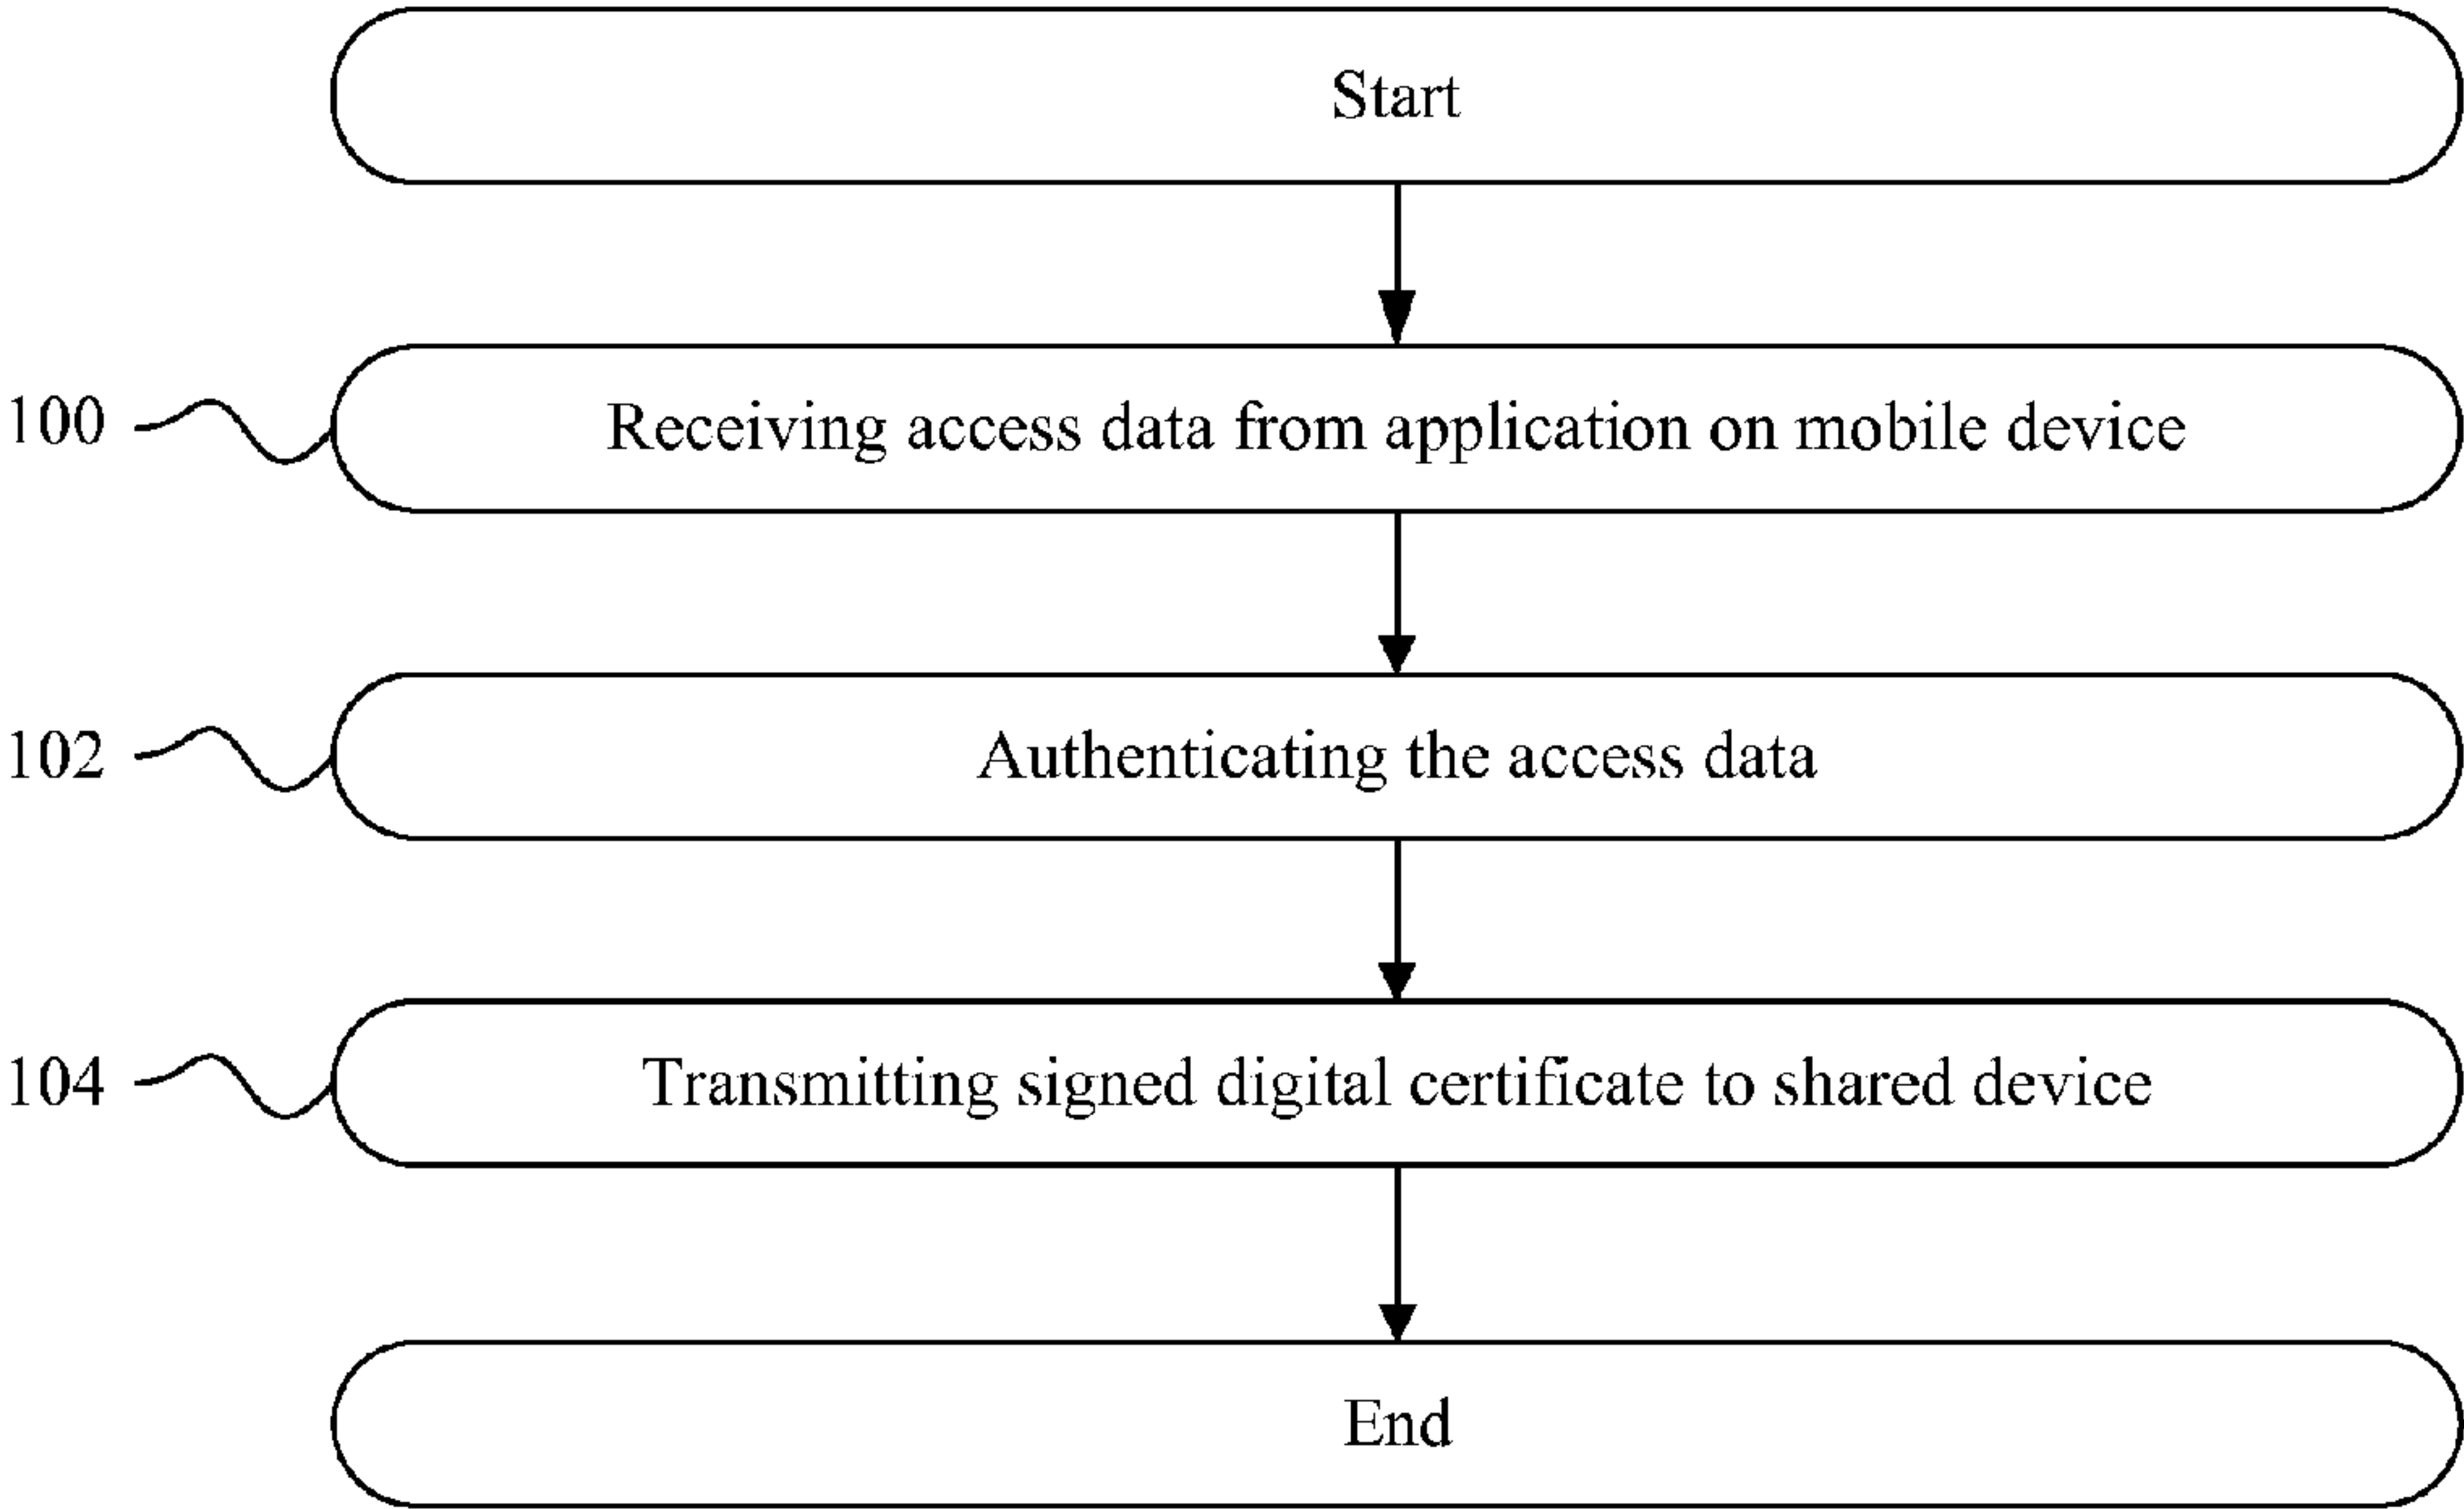 Start
100
Receiving access data from application on mobile device
102
Authenticating the access data
104
Transmitting signed digital certificate to shared device
End